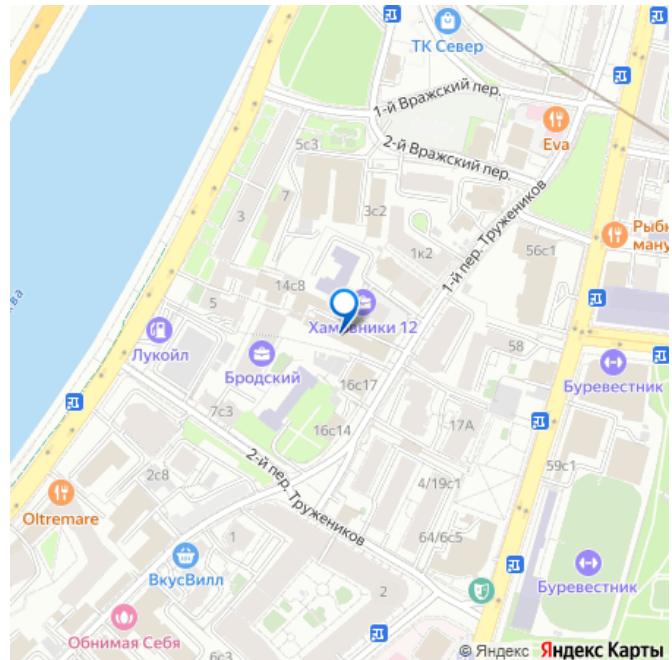 ТК Север
1-й Вражский пер.
Eva
5с3
2-й Вражский пер.
7
3
3с2
1-й пер. Тружеников
Рыбн
ману
1к2
56с1
14с8
5
Хамовники 12
Лукойл
58
Бродский
16с17
Буревестник
7с3
16с14
17А
2-й пер. Тружеников
59с1
2с8
4/19с1
Oltremare
1
64/6с5
ВкусВилл
Буревестник
2
Обнимая Себя
6с3
© Яндекс Яндекс Карты